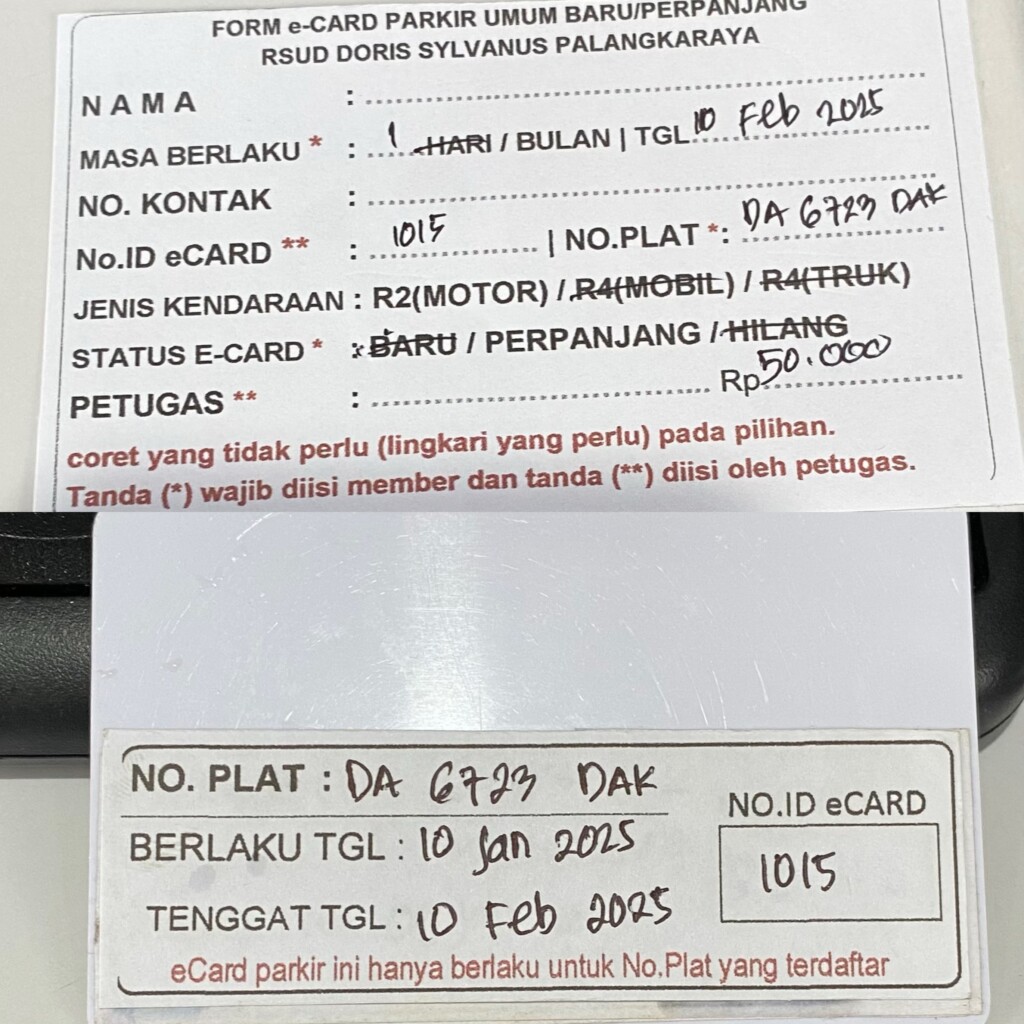 FORM e-CARD PARKIR UMUM BARU/PERPANJANG
RSUD DORIS SYLVANUS PALANGKARAYA
NAMA : ..............................
MASA BERLAKU * : 1 HARI / BULAN | TGL 10 Feb 2025
NO. KONTAK : ..............................
No.ID eCARD ** : 1015 | NO.PLAT *: DA 6723 DAK
JENIS KENDARAAN : R2(MOTOR) / R4(MOBIL) / R4(TRUK)
STATUS E-CARD * : BARU / PERPANJANG / HILANG
PETUGAS ** : .............................. Rp 50.000
coret yang tidak perlu (lingkari yang perlu) pada pilihan.
Tanda (*) wajib diisi member dan tanda (**) diisi oleh petugas.
NO. PLAT : DA 6723 DAK
BERLAKU TGL : 10 Jan 2025
TENGGAT TGL : 10 Feb 2025
NO.ID eCARD
1015
eCard parkir ini hanya berlaku untuk No.Plat yang terdaftar